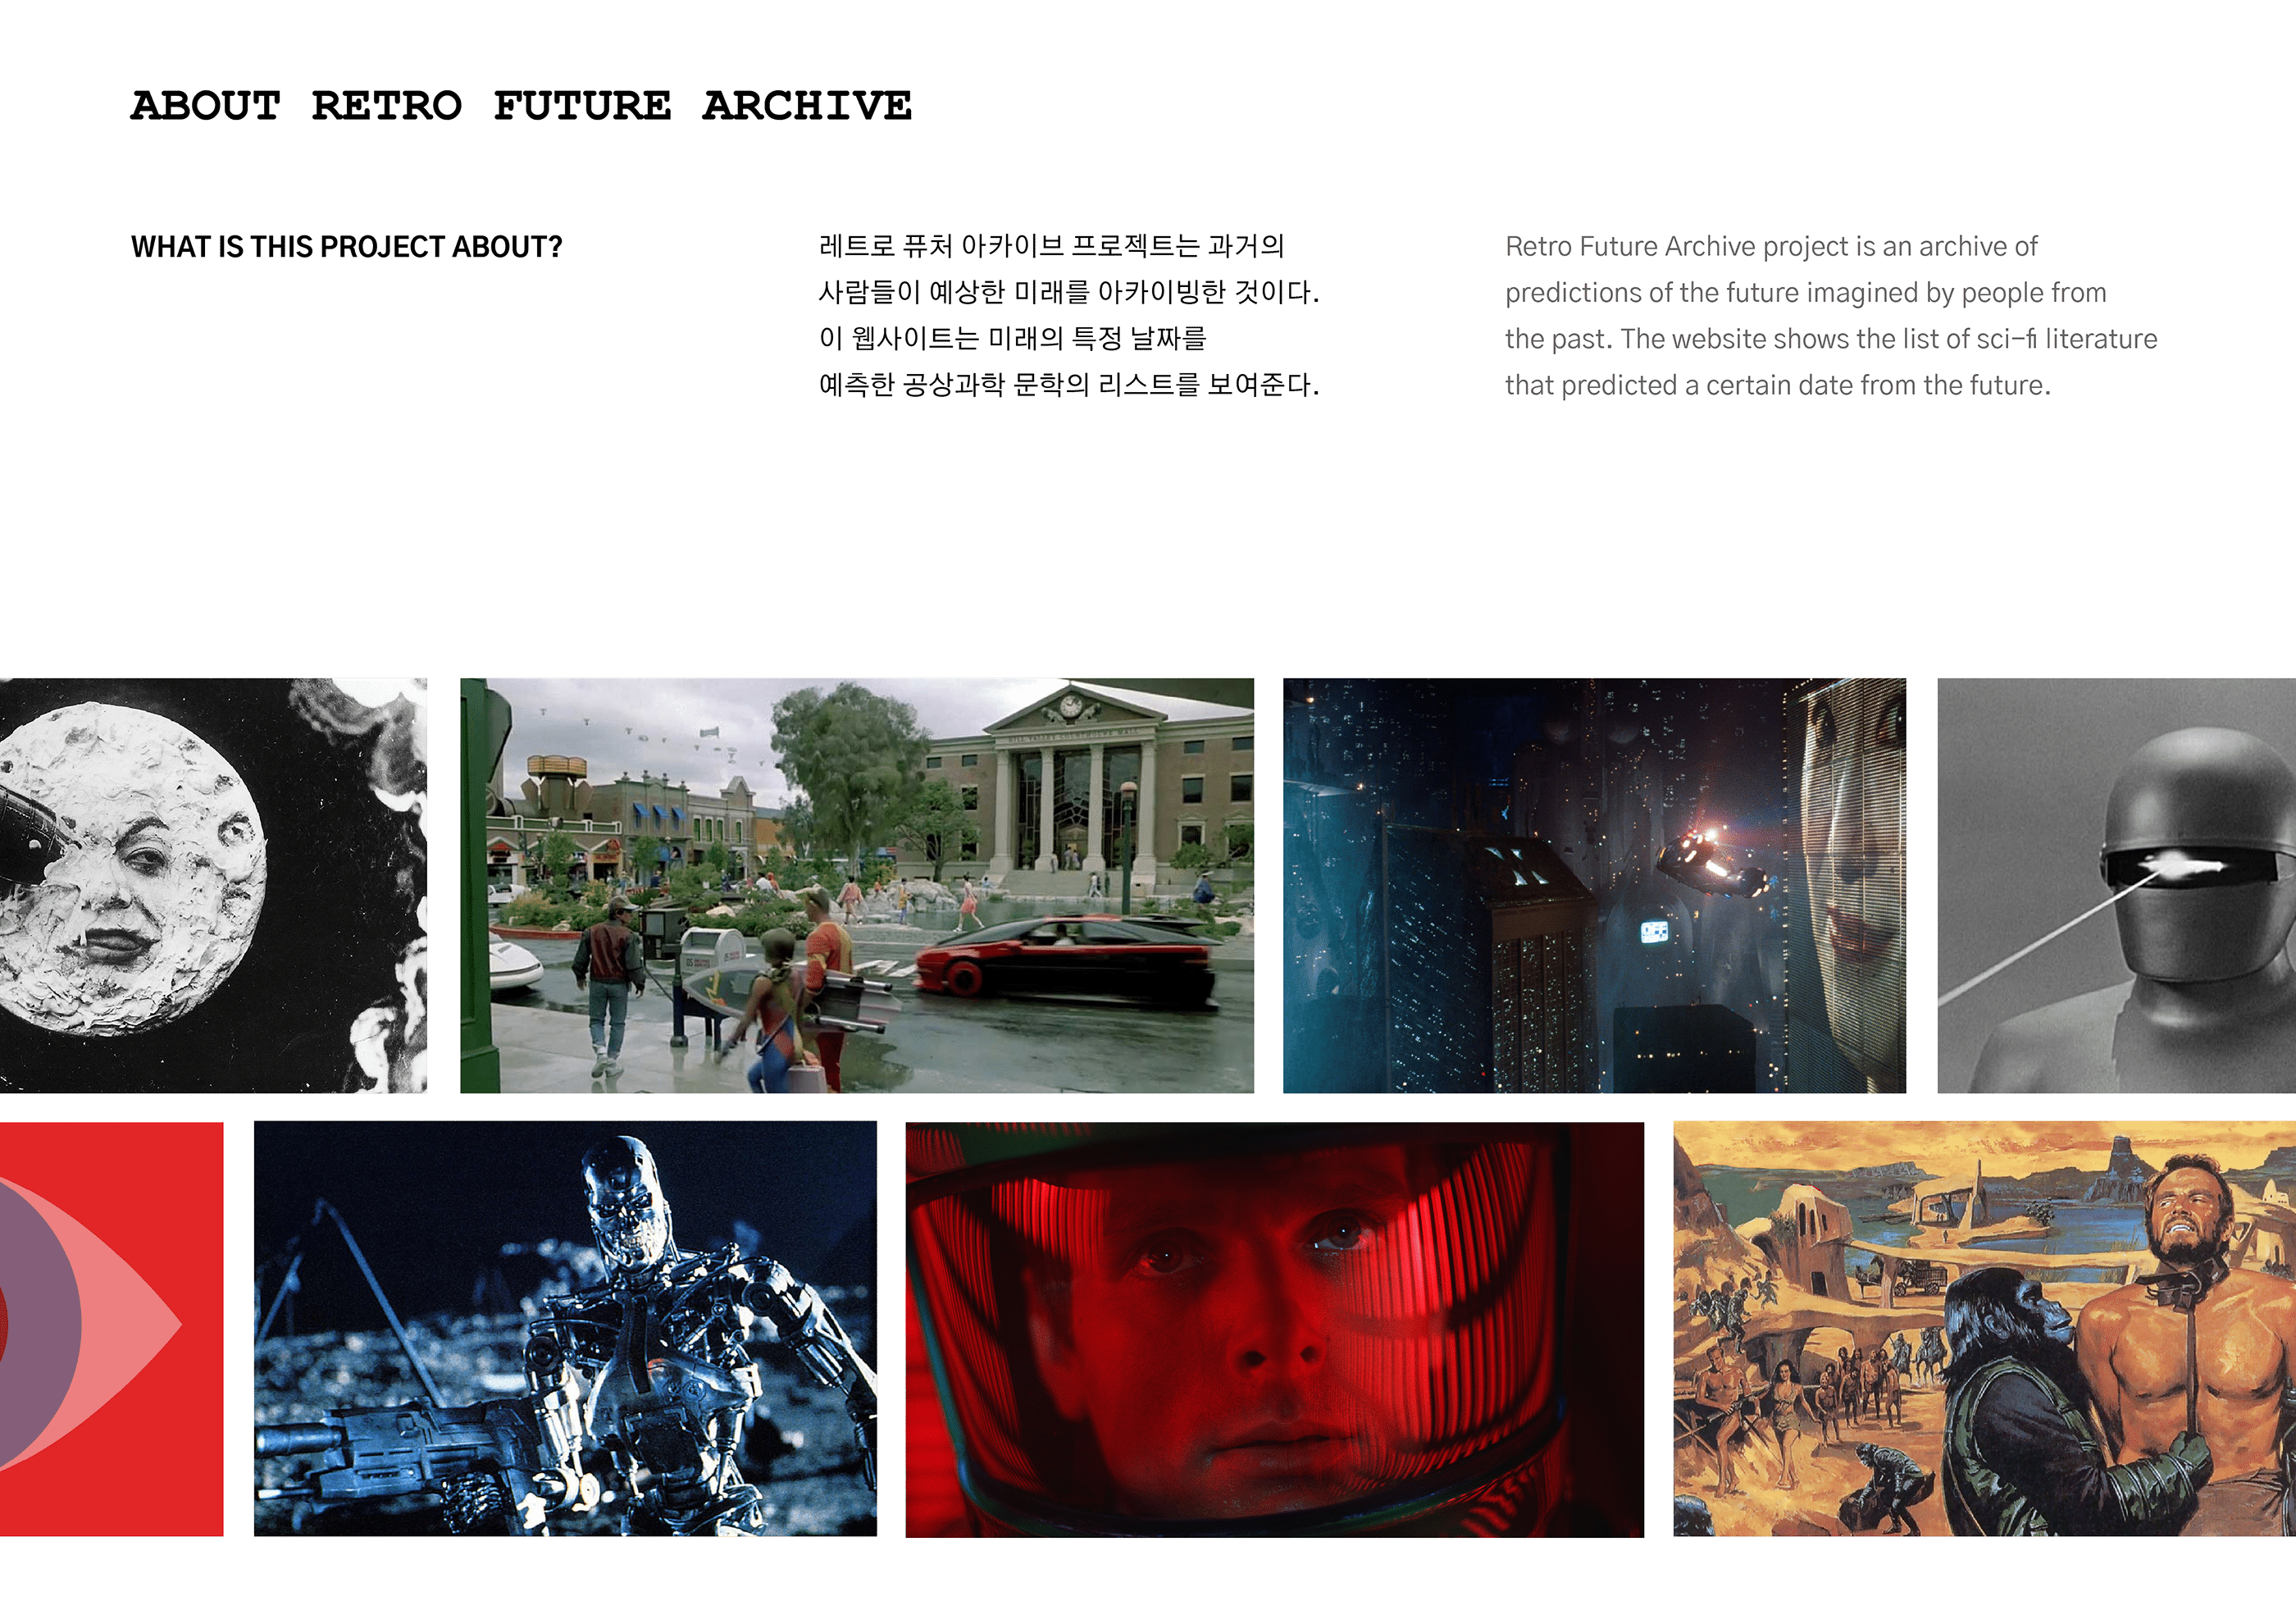 ABOUT RETRO FUTURE ARCHIVE
WHAT IS THIS PROJECT ABOUT?
레트로 퓨처 아카이브 프로젝트는 과거의
사람들이 예상한 미래를 아카이빙한 것이다.
이 웹사이트는 미래의 특정 날짜를
예측한 공상과학 문학의 리스트를 보여준다.
Retro Future Archive project is an archive of
predictions of the future imagined by people from
the past. The website shows the list of sci-fi literature
that predicted a certain date from the future.
HILL VALLEY COURTHOUSE MALL
OFF